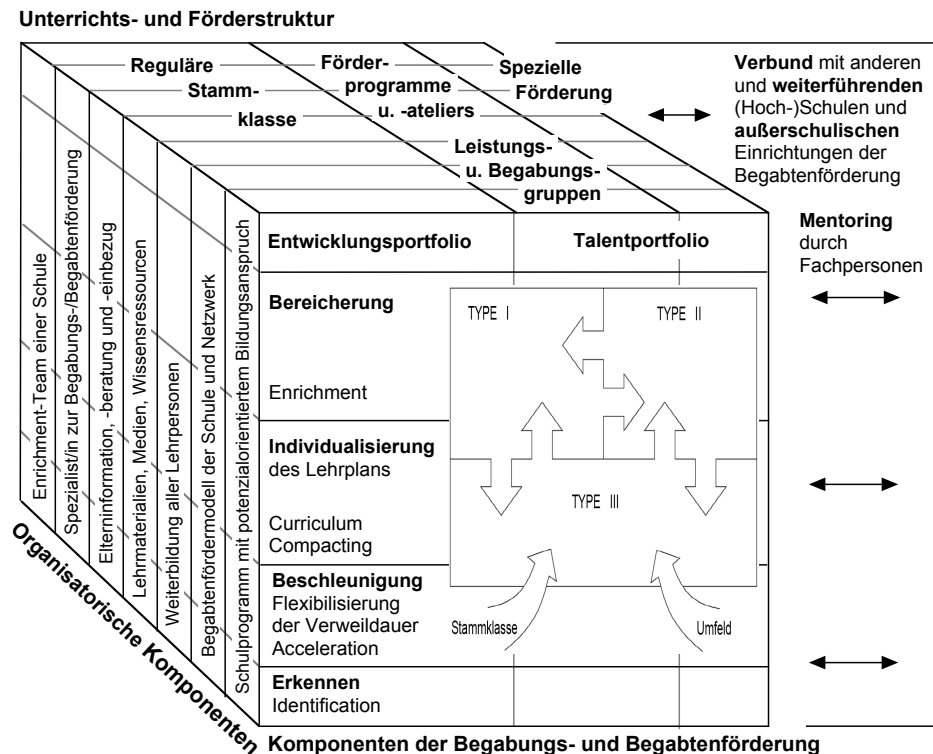 Unterrichts- und Förderstruktur
Reguläre
Stamm-
klasse
Förder-
programme
u. -ateliers
Spezielle
Förderung
Leistungs-
u. Begabungs-
gruppen
Verbund mit anderen
und weiterführenden
(Hoch-)Schulen und
außerschulischen
Einrichtungen der
Begabtenförderung
Mentoring
durch
Fachpersonen
Enrichment-Team einer Schule
Spezialist/in zur Begabungs-/Begabtenförderung
Elterninformation, -beratung und -einbezug
Lehrmaterialien, Medien, Wissensressourcen
Weiterbildung aller Lehrpersonen
Begabtenfördermodell der Schule und Netzwerk
Schulprogramm mit potenzialorientiertem Bildungsanspruch
Entwicklungsportfolio
Talentportfolio
Bereicherung
Enrichment
TYPE I
TYPE II
Individualisierung
des Lehrplans
Curriculum
Compacting
TYPE III
Beschleunigung
Flexibilisierung
der Verweildauer
Acceleration
Stammklasse
Umfeld
Erkennen
Identification
Organisatorische Komponenten
Komponenten der Begabungs- und Begabtenförderung